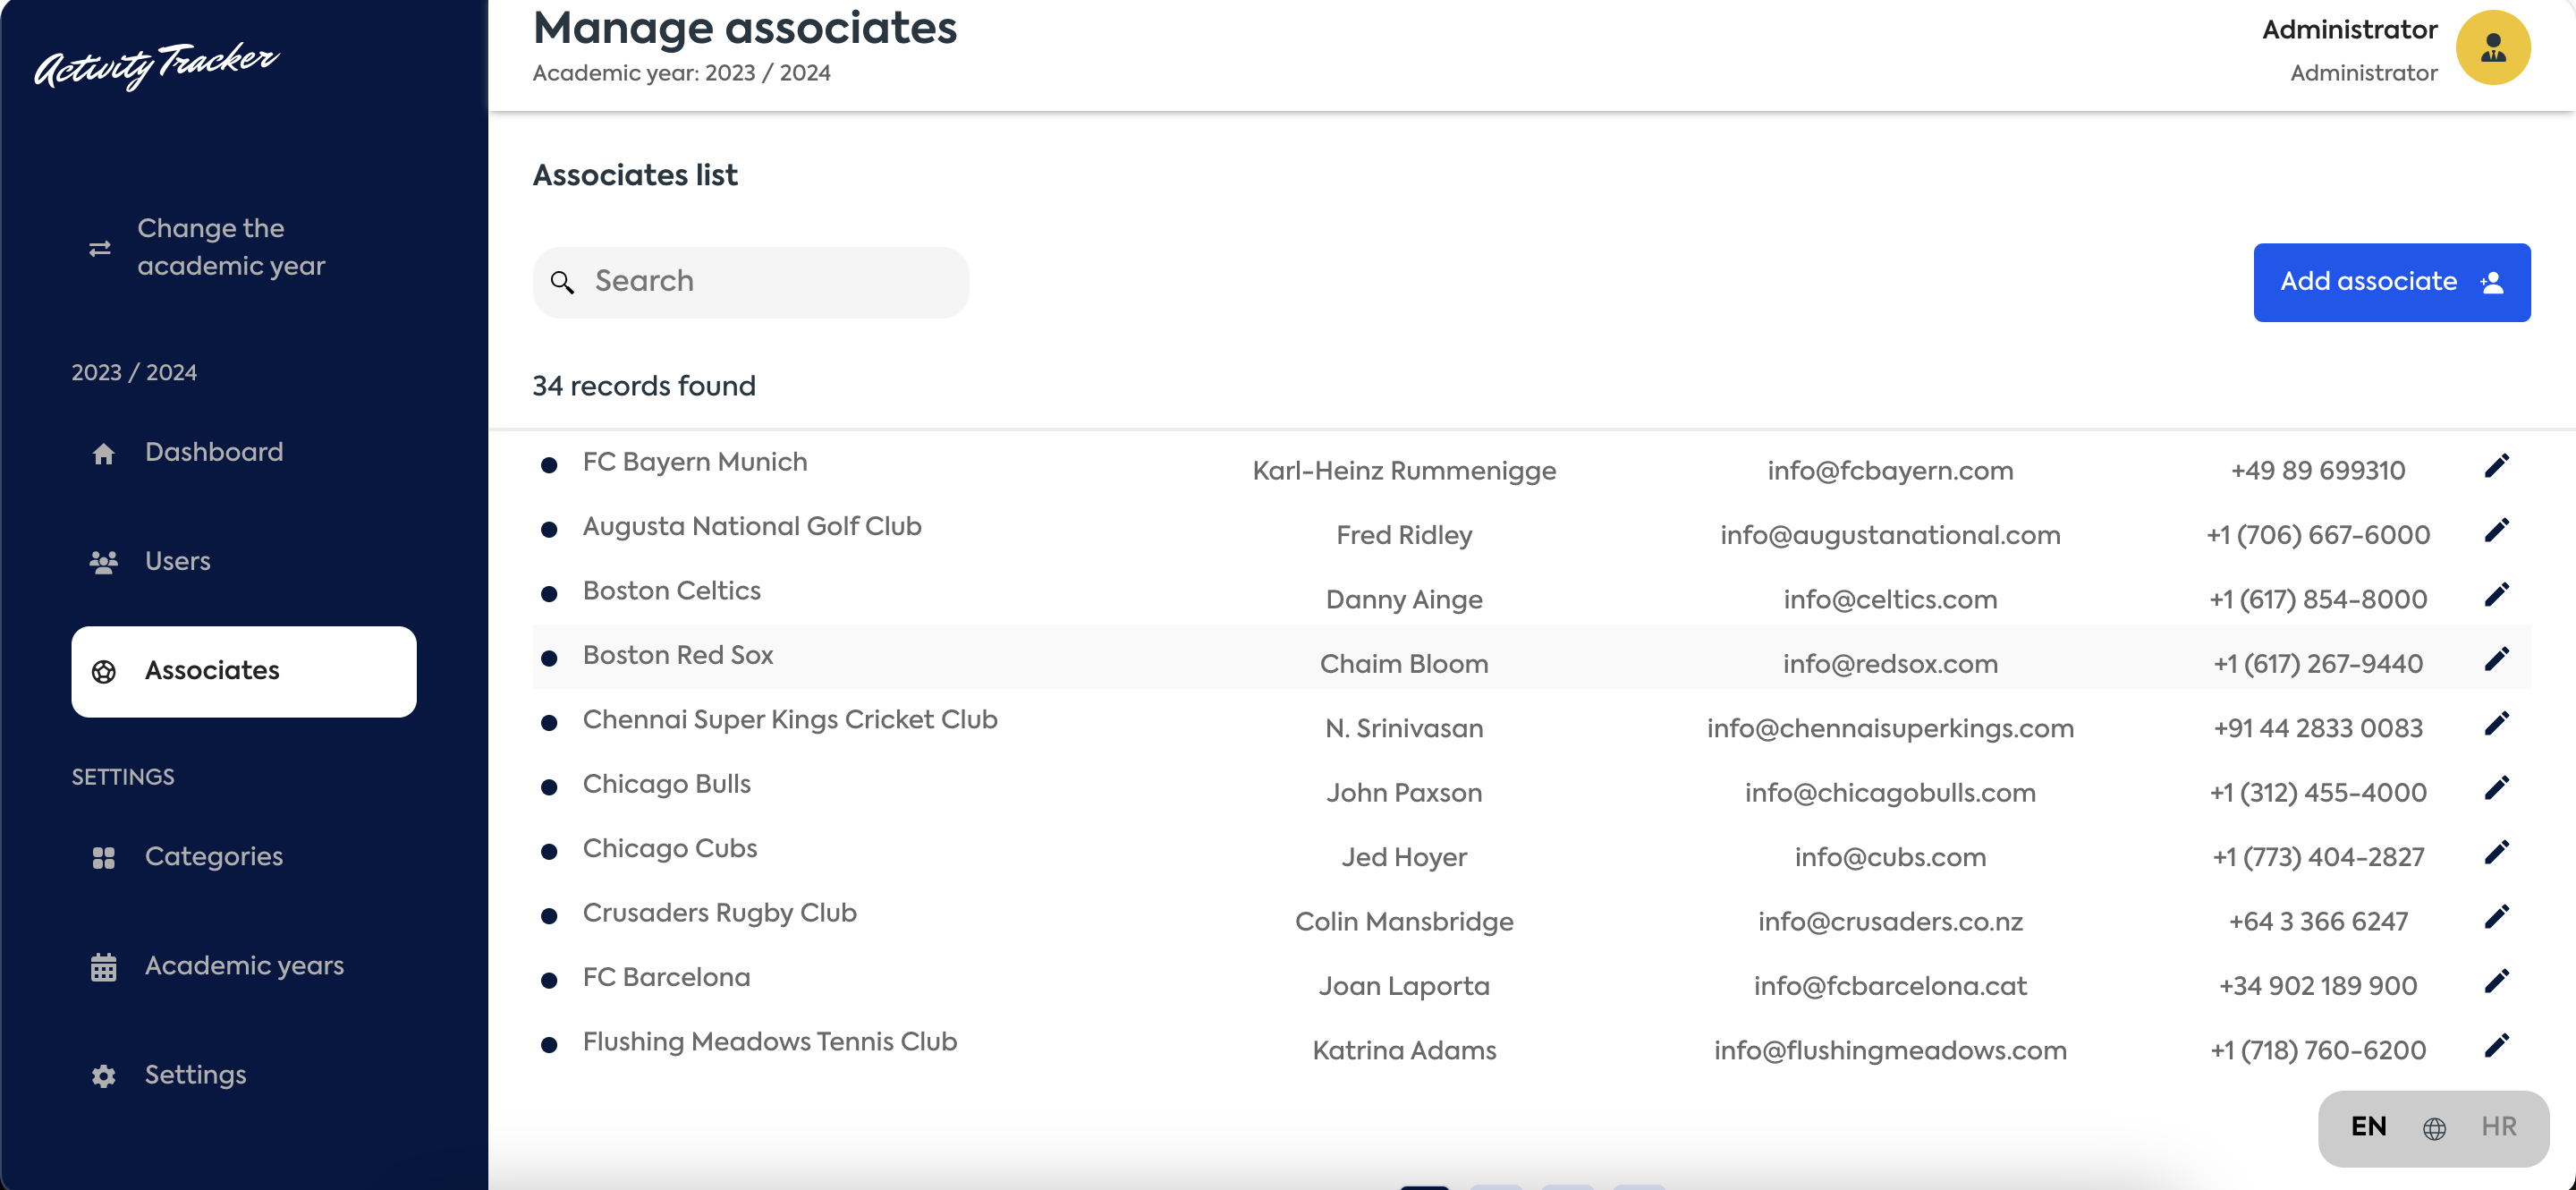 Activity Tracker
Change the
academic year
2023 / 2024
Dashboard
Users
Associates
SETTINGS
Categories
Academic years
Settings
Manage associates
Academic year: 2023 / 2024
Administrator
Administrator
Associates list
Search
Add associate
34 records found
FC Bayern Munich Karl-Heinz Rummenigge info@fcbayern.com +49 89 699310
Augusta National Golf Club Fred Ridley info@augustanational.com +1 (706) 667-6000
Boston Celtics Danny Ainge info@celtics.com +1 (617) 854-8000
Boston Red Sox Chaim Bloom info@redsox.com +1 (617) 267-9440
Chennai Super Kings Cricket Club N. Srinivasan info@chennaisuperkings.com +91 44 2833 0083
Chicago Bulls John Paxson info@chicagobulls.com +1 (312) 455-4000
Chicago Cubs Jed Hoyer info@cubs.com +1 (773) 404-2827
Crusaders Rugby Club Colin Mansbridge info@crusaders.co.nz +64 3 366 6247
FC Barcelona Joan Laporta info@fcbarcelona.cat +34 902 189 900
Flushing Meadows Tennis Club Katrina Adams info@flushingmeadows.com +1 (718) 760-6200
EN HR